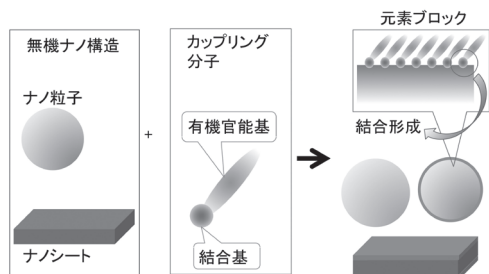 無機ナノ構造
ナノ粒子
ナノシート
+
カップリング
分子
有機官能基
結合基
元素ブロック
結合形成